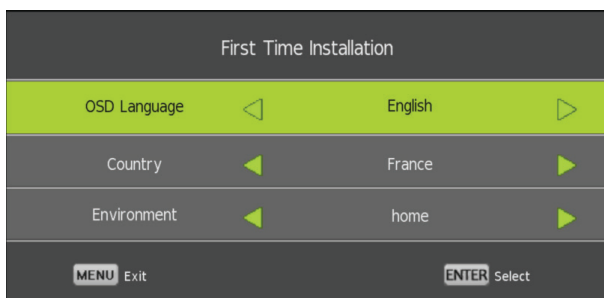 First Time Installation
OSD Language English
Country France
Environment home
MENU Exit ENTER Select